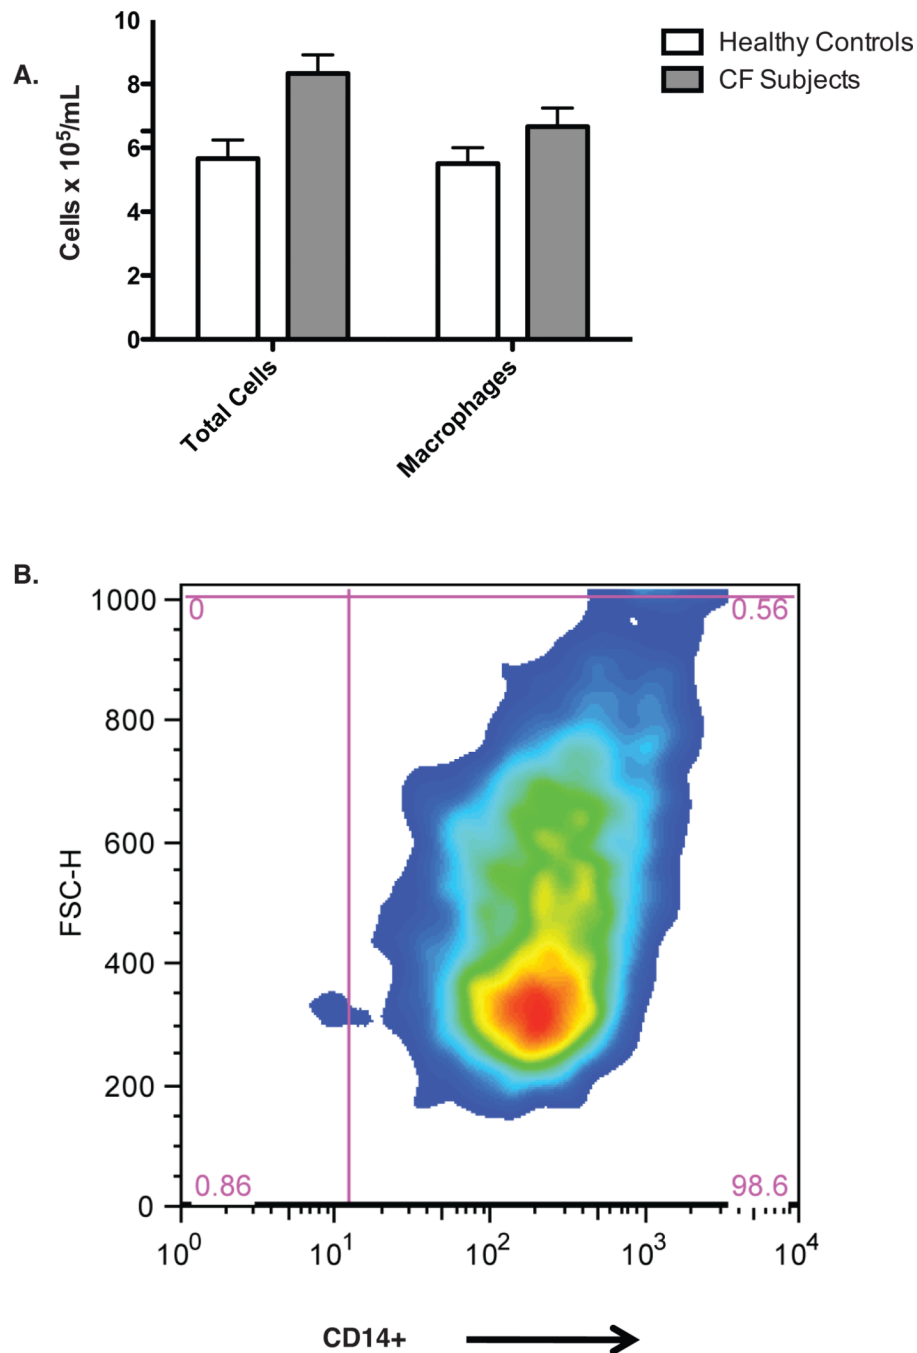 A.
Cells x 10⁵/mL
10
8
6
4
2
0
Total Cells
Macrophages
Healthy Controls
CF Subjects
B.
FSC-H
1000
800
600
400
200
0
0
0.56
0.86
98.6
10⁰
10¹
10²
10³
10⁴
CD14+